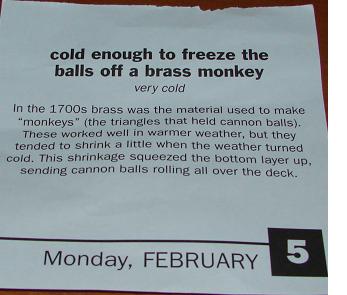 cold enough to freeze the
balls off a brass monkey
very cold
In the 1700s brass was the material used to make
"monkeys" (the triangles that held cannon balls).
These worked well in warmer weather, but they
tended to shrink a little when the weather turned
cold. This shrinkage squeezed the bottom layer up,
sending cannon balls rolling all over the deck.
Monday, FEBRUARY 5